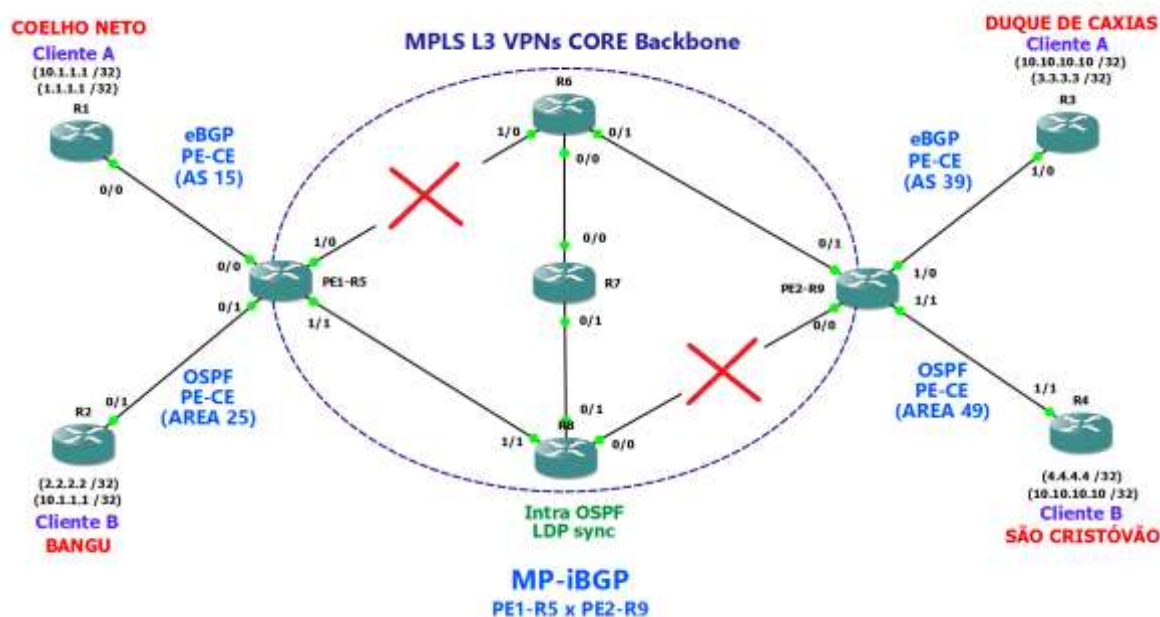 COELHO NETO
Cliente A
(10.1.1.1 /32)
(1.1.1.1 /32)
R1
0/0
eBGP
PE-CE
(AS 15)
MPLS L3 VPNs CORE Backbone
DUQUE DE CAXIAS
Cliente A
(10.10.10.10 /32)
(3.3.3.3 /32)
R3
1/0
eBGP
PE-CE
(AS 39)
R6
1/0
0/1
0/0
0/0
R7
0/1
0/0
1/0
PE1-R5
0/1
1/1
0/1
1/0
PE2-R9
1/1
0/0
OSPF
PE-CE
(AREA 25)
0/1
R2
(2.2.2.2 /32)
(10.1.1.1 /32)
Cliente B
BANGU
0/1
R8
1/1
0/0
Intra OSPF
LDP sync
MP-iBGP
PE1-R5 x PE2-R9
OSPF
PE-CE
(AREA 49)
1/1
R4
(4.4.4.4 /32)
(10.10.10.10 /32)
Cliente B
SÃO CRISTÓVÃO